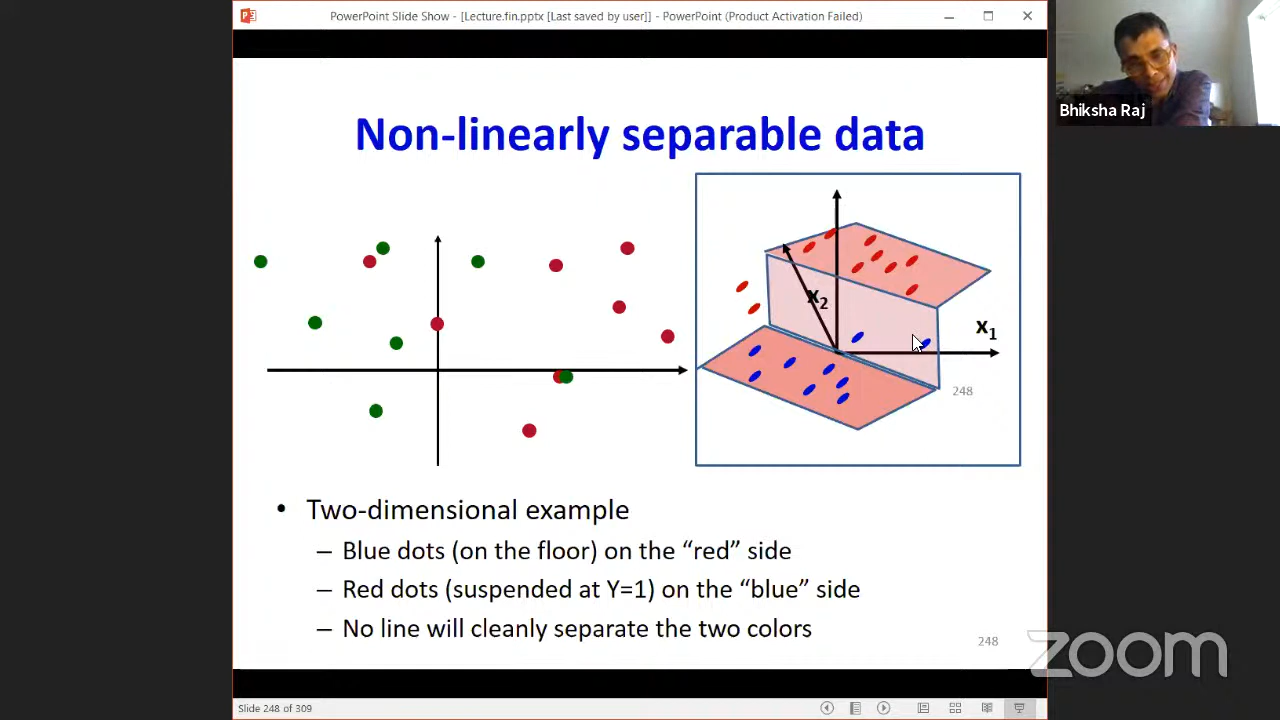 PowerPoint Slide Show - [Lecture.fin.pptx [Last saved by user]] - PowerPoint (Product Activation Failed)
Bhiksha Raj
Non-linearly separable data
x2
x1
248
• Two-dimensional example
– Blue dots (on the floor) on the “red” side
– Red dots (suspended at Y=1) on the “blue” side
– No line will cleanly separate the two colors
248
zoom
Slide 248 of 309